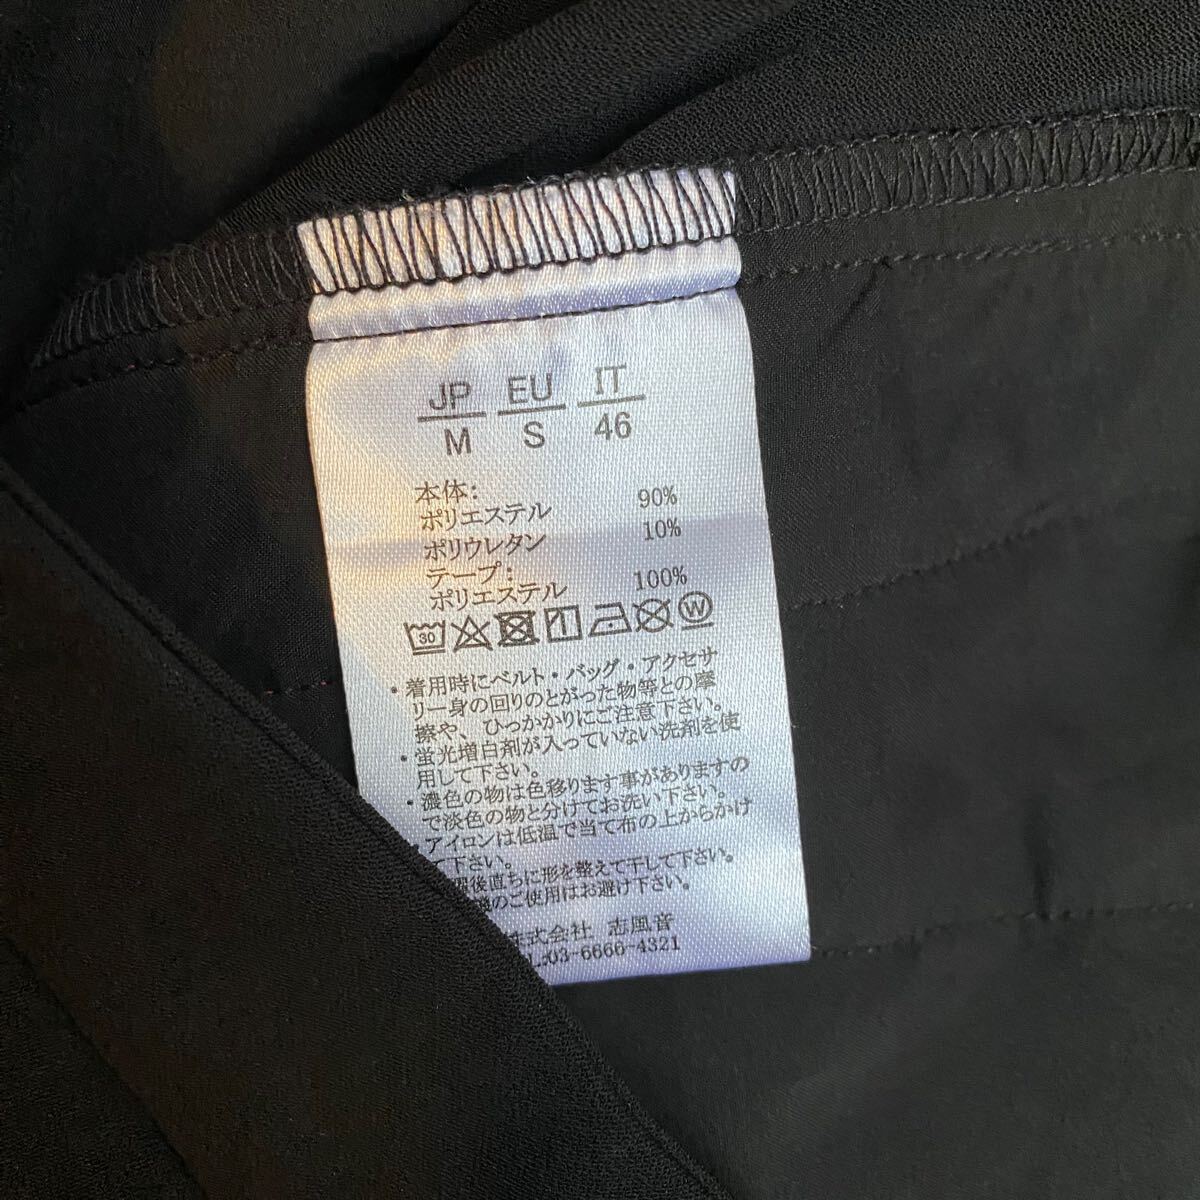 JP EU IT
M S 46
本体:
ポリエステル 90%
ポリウレタン 10%
テープ:
ポリエステル 100%
30 W
・着用時にベルト・バッグ・アクセサ
リー身の回りのとがった物等との摩
擦や、ひっかかりにご注意下さい。
・蛍光増白剤が入っていない洗剤を使
用して下さい。
・濃色の物は色移りします事がありますの
で淡色の物と分けてお洗い下さい。
・アイロンは低温で当て布の上からかけ
て下さい。
後直ちに形を整えて干して下さい。
のご使用はお避け下さい。
株式会社 志風音
L:03-6666-4321